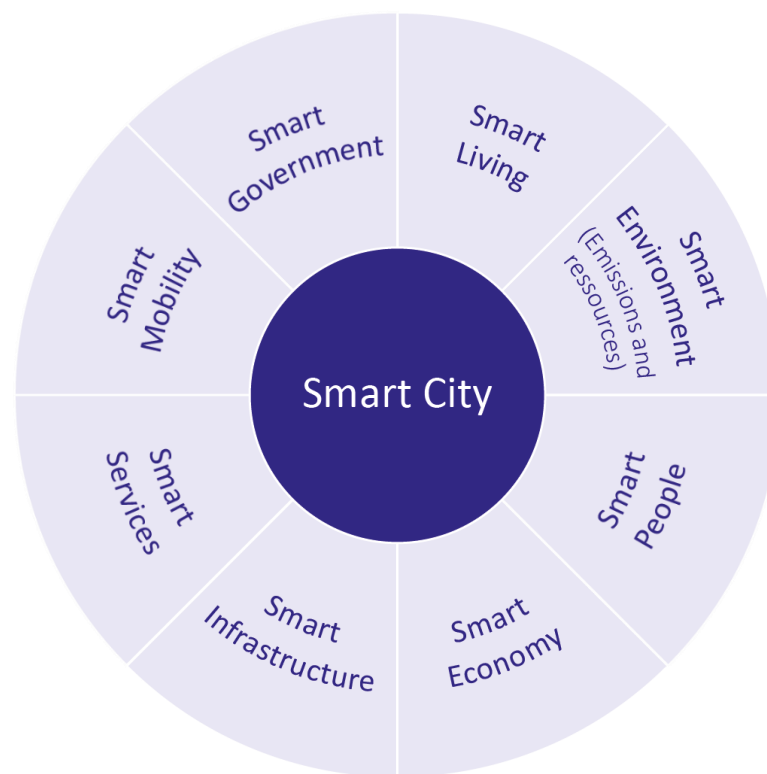 Smart
Government
Smart
Living
Smart
Environment
(Emissions and
ressources)
Smart
People
Smart
Economy
Smart
Infrastructure
Smart
Services
Smart
Mobility
Smart City